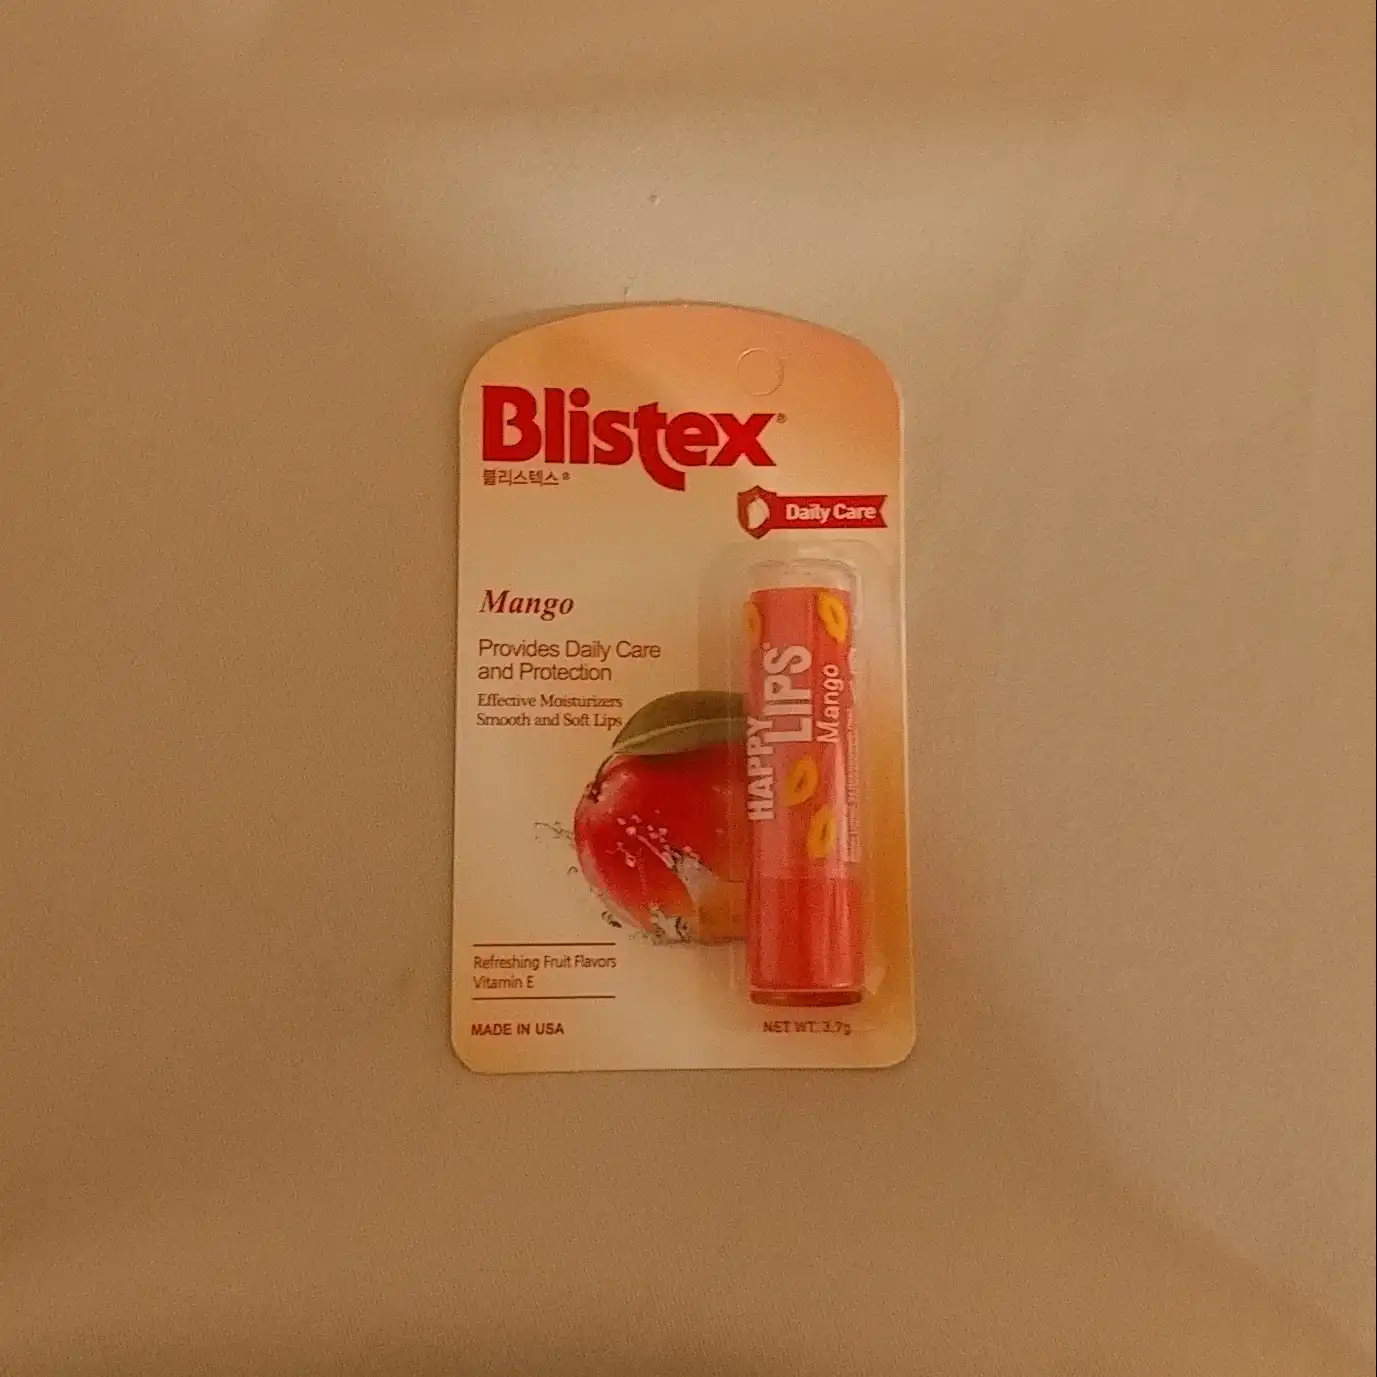 Blistex®
블리스텍스®
Daily Care
Mango
Provides Daily Care
and Protection
Effective Moisturizers
Smooth and Soft Lips
HAPPY
LIPS
Mango
Refreshing Fruit Flavors
Vitamin E
MADE IN USA
NET WT. 3.7g